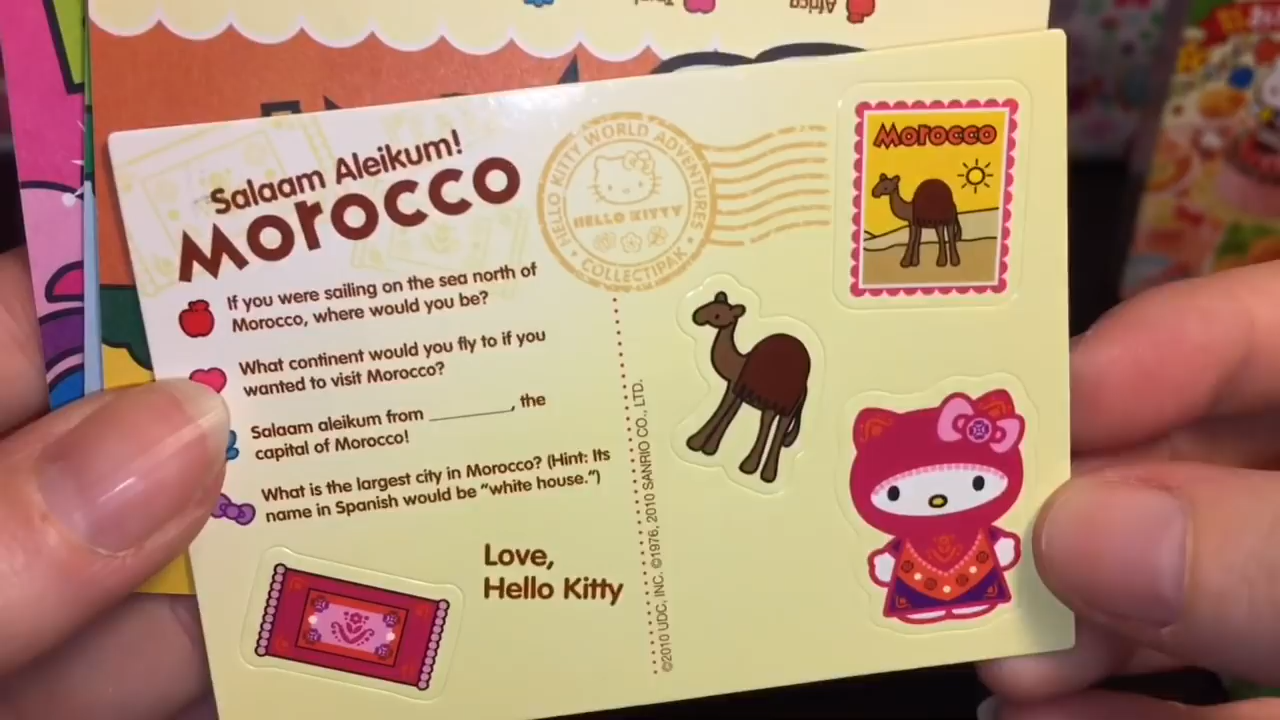 Africa
Salaam Aleikum!
Morocco
If you were sailing on the sea north of
Morocco, where would you be?
What continent would you fly to if you
wanted to visit Morocco?
Salaam aleikum from ________, the
capital of Morocco!
What is the largest city in Morocco? (Hint: Its
name in Spanish would be “white house.”)
Love,
Hello Kitty
HELLO KITTY WORLD ADVENTURES
HELLO KITTY
• COLLECTIPAK •
©2010 UDC, INC. ©1976, 2010 SANRIO CO., LTD.
Morocco